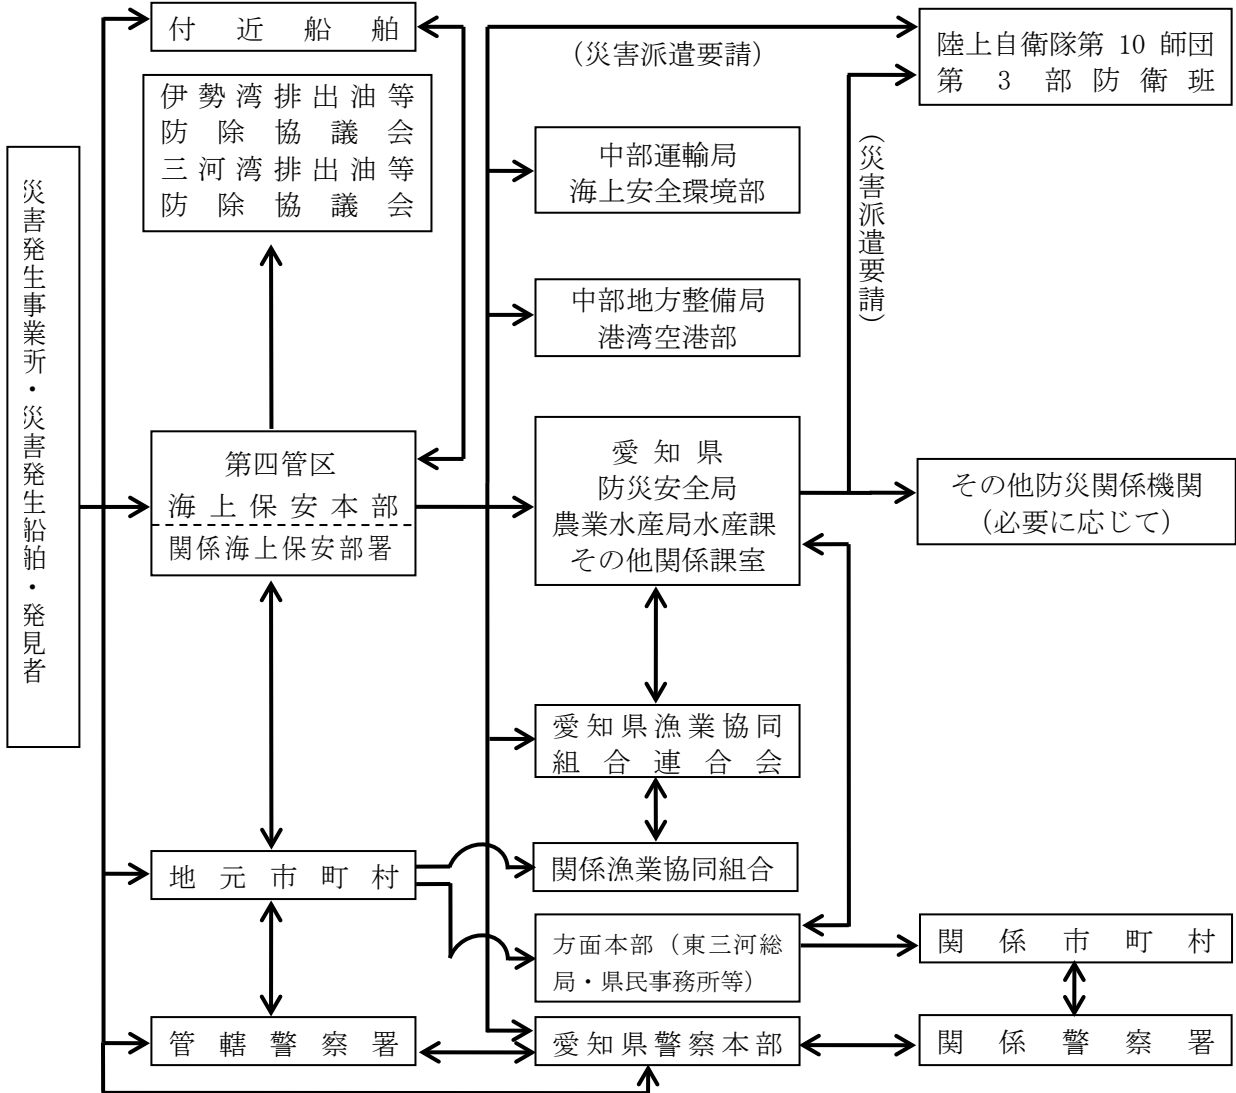 災害発生事業所・災害発生船舶・発見者
付近船舶
伊勢湾排出油等
防除協議会
三河湾排出油等
防除協議会
第四管区
海上保安本部
関係海上保安部署
地元市町村
管轄警察署
(災害派遣要請)
中部運輸局
海上安全環境部
中部地方整備局
港湾空港部
愛知県
防災安全局
農業水産局水産課
その他関係課室
愛知県漁業協同
組合連合会
関係漁業協同組合
方面本部（東三河総
局・県民事務所等）
愛知県警察本部
陸上自衛隊第 10 師団
第 3 部防衛班
(災害派遣要請)
その他防災関係機関
(必要に応じて)
関係市町村
関係警察署